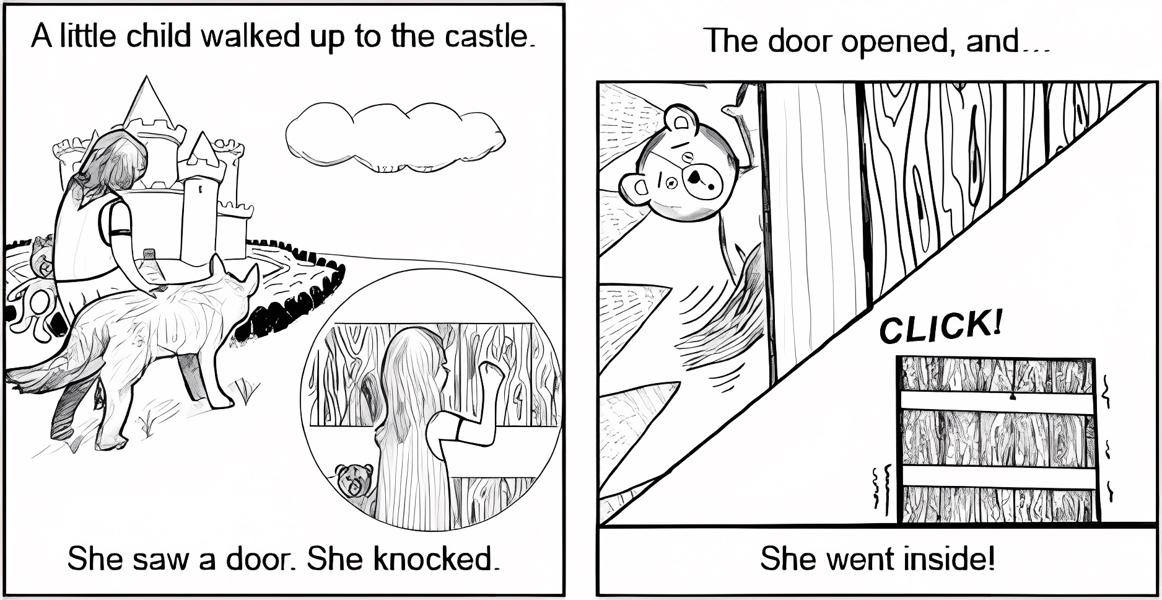 A little child walked up to the castle.
She saw a door. She knocked.
The door opened, and...
CLICK!
She went inside!